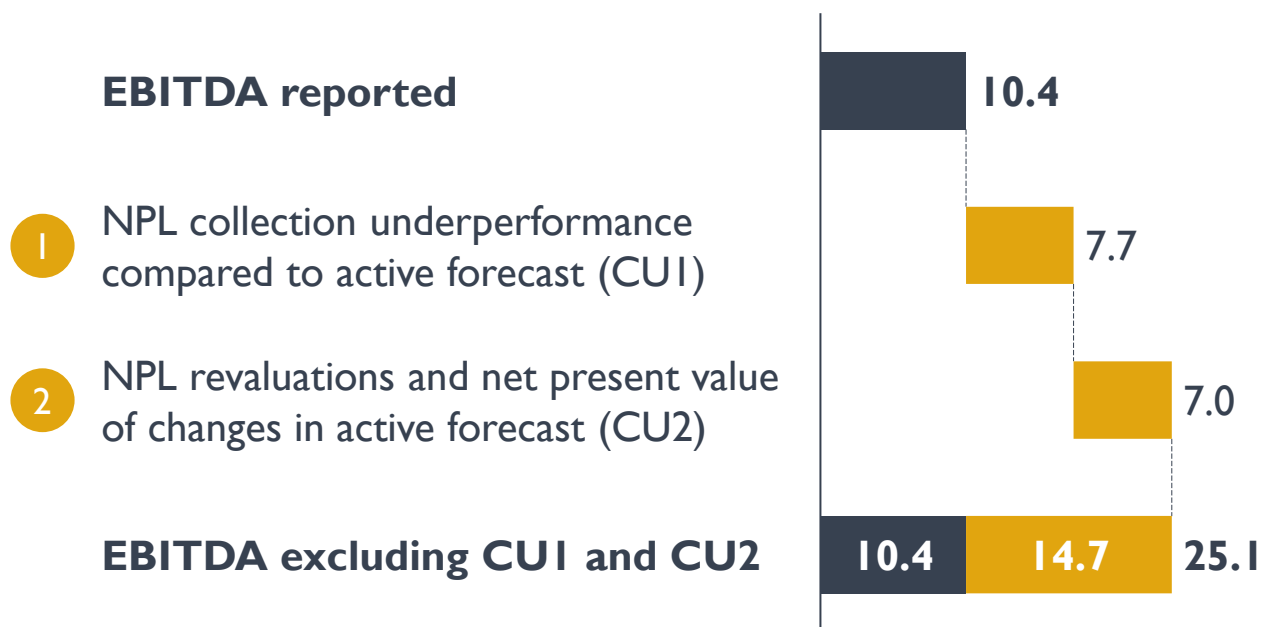 EBITDA reported
10.4
1
NPL collection underperformance
compared to active forecast (CU1)
7.7
2
NPL revaluations and net present value
of changes in active forecast (CU2)
7.0
EBITDA excluding CU1 and CU2
10.4
14.7
25.1